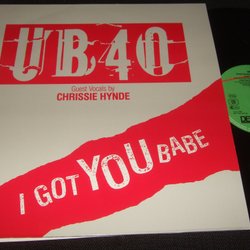 UB40
Guest Vocals by
CHRISSIE HYNDE
I GOT YOU BABE